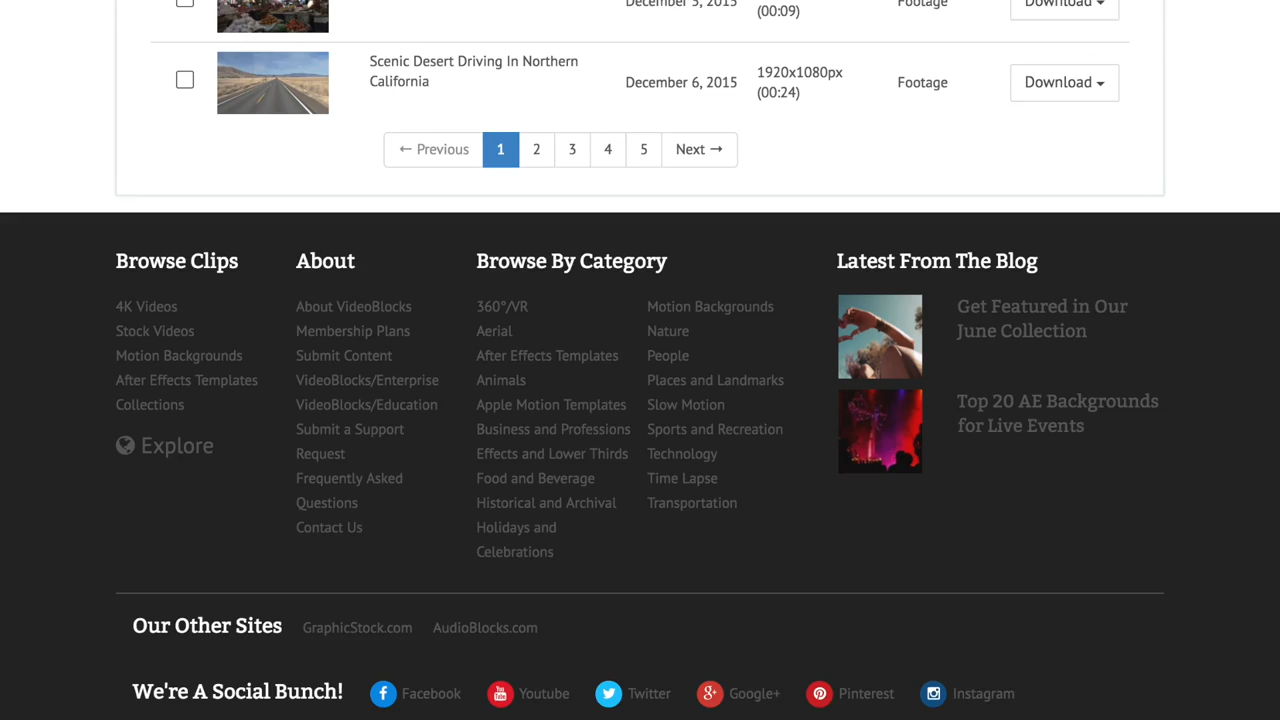 December 5, 2015
(00:09)
Footage
Download
Scenic Desert Driving In Northern
California
December 6, 2015
1920x1080px
(00:24)
Footage
Download
← Previous 1 2 3 4 5 Next →
Browse Clips
4K Videos
Stock Videos
Motion Backgrounds
After Effects Templates
Collections
Explore
About
About VideoBlocks
Membership Plans
Submit Content
VideoBlocks/Enterprise
VideoBlocks/Education
Submit a Support
Request
Frequently Asked
Questions
Contact Us
Browse By Category
360°/VR
Aerial
After Effects Templates
Animals
Apple Motion Templates
Business and Professions
Effects and Lower Thirds
Food and Beverage
Historical and Archival
Holidays and
Celebrations
Motion Backgrounds
Nature
People
Places and Landmarks
Slow Motion
Sports and Recreation
Technology
Time Lapse
Transportation
Latest From The Blog
Get Featured in Our
June Collection
Top 20 AE Backgrounds
for Live Events
Our Other Sites GraphicStock.com AudioBlocks.com
We're A Social Bunch! Facebook Youtube Twitter Google+ Pinterest Instagram